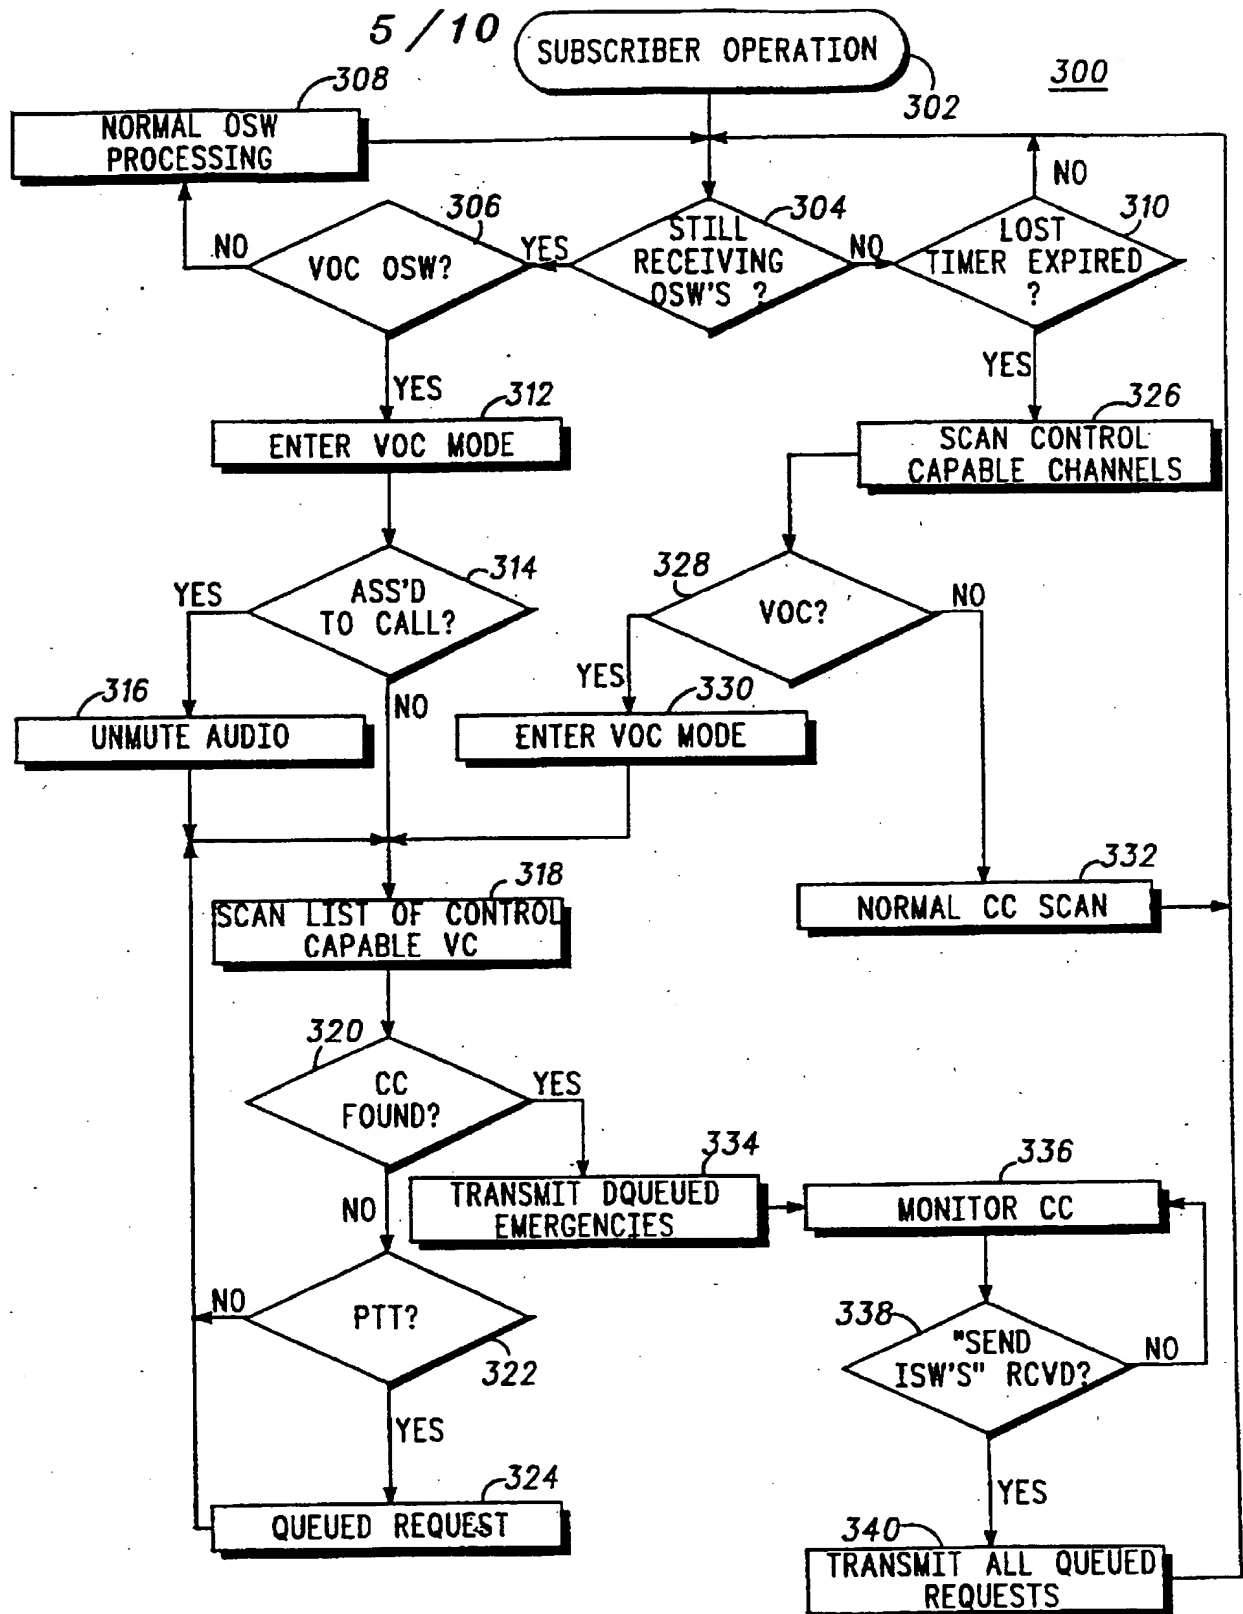 5/10
SUBSCRIBER OPERATION
302
300
308
NORMAL OSW
PROCESSING
NO
306
VOC OSW?
YES
304
STILL
RECEIVING
OSW'S ?
NO
NO
310
LOST
TIMER EXPIRED
?
YES
YES
312
ENTER VOC MODE
326
SCAN CONTROL
CAPABLE CHANNELS
314
ASS'D
TO CALL?
YES
NO
328
VOC?
NO
YES
316
UNMUTE AUDIO
330
ENTER VOC MODE
332
NORMAL CC SCAN
318
SCAN LIST OF CONTROL
CAPABLE VC
320
CC
FOUND?
YES
NO
334
TRANSMIT DQUEUED
EMERGENCIES
336
MONITOR CC
NO
PTT?
322
YES
338
"SEND
ISW'S" RCVD?
NO
YES
324
QUEUED REQUEST
340
TRANSMIT ALL QUEUED
REQUESTS